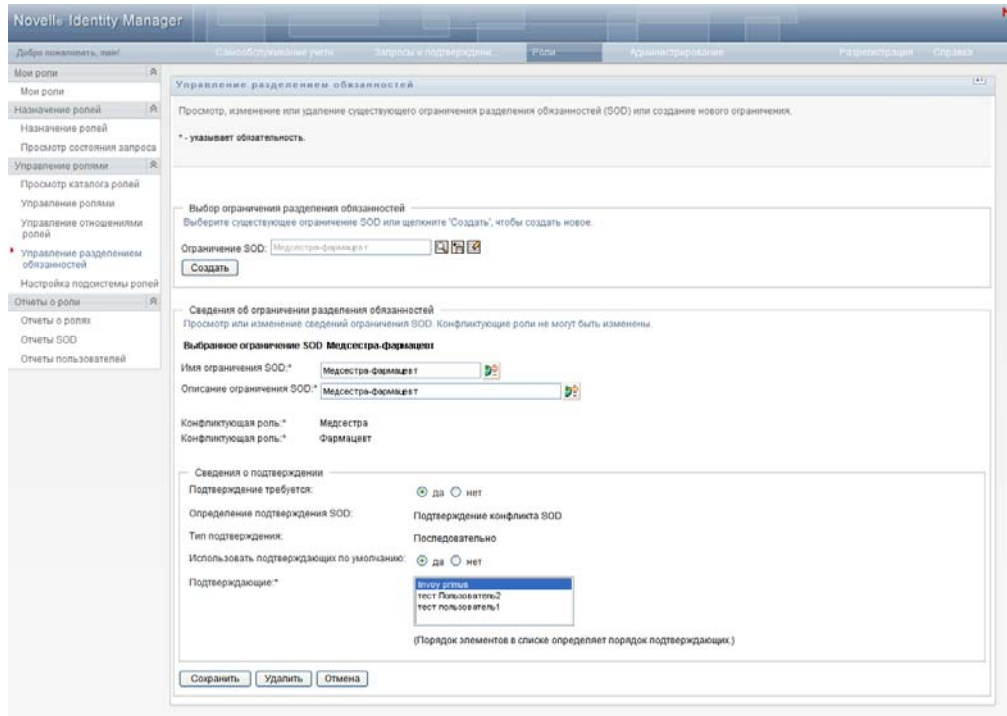 Novell® Identity Manager
Добро пожаловать, main!
Самообслуживание учетн.
Запросы и подтверждени...
Роли
Администрирование
Разрегистрация
Справка
Мои роли
Мои роли
Назначение ролей
Назначение ролей
Просмотр состояния запроса
Управление ролями
Просмотр каталога ролей
Управление ролями
Управление отношениями
ролей
Управление разделением
обязанностей
Настройка подсистемы ролей
Отчеты о роли
Отчеты о ролях
Отчеты SOD
Отчеты пользователей
Управление разделением обязанностей
Просмотр, изменение или удаление существующего ограничения разделения обязанностей (SOD) или создание нового ограничения.
* - указывает обязательность.
Выбор ограничения разделения обязанностей
Выберите существующее ограничение SOD или щелкните 'Создать', чтобы создать новое.
Ограничение SOD: Медсестра-фармацевт
Создать
Сведения об ограничении разделения обязанностей
Просмотр или изменение сведений ограничения SOD. Конфликтующие роли не могут быть изменены.
Выбранное ограничение SOD Медсестра-фармацевт
Имя ограничения SOD:* Медсестра-фармацевт
Описание ограничения SOD:* Медсестра-фармацевт
Конфликтующая роль:* Медсестра
Конфликтующая роль:* Фармацевт
Сведения о подтверждении
Подтверждение требуется: да нет
Определение подтверждения SOD: Подтверждение конфликта SOD
Тип подтверждения: Последовательно
Использовать подтверждающих по умолчанию: да нет
Подтверждающие:* primus
тест Пользователь2
тест пользователь1
(Порядок элементов в списке определяет порядок подтверждающих.)
Сохранить Удалить Отмена